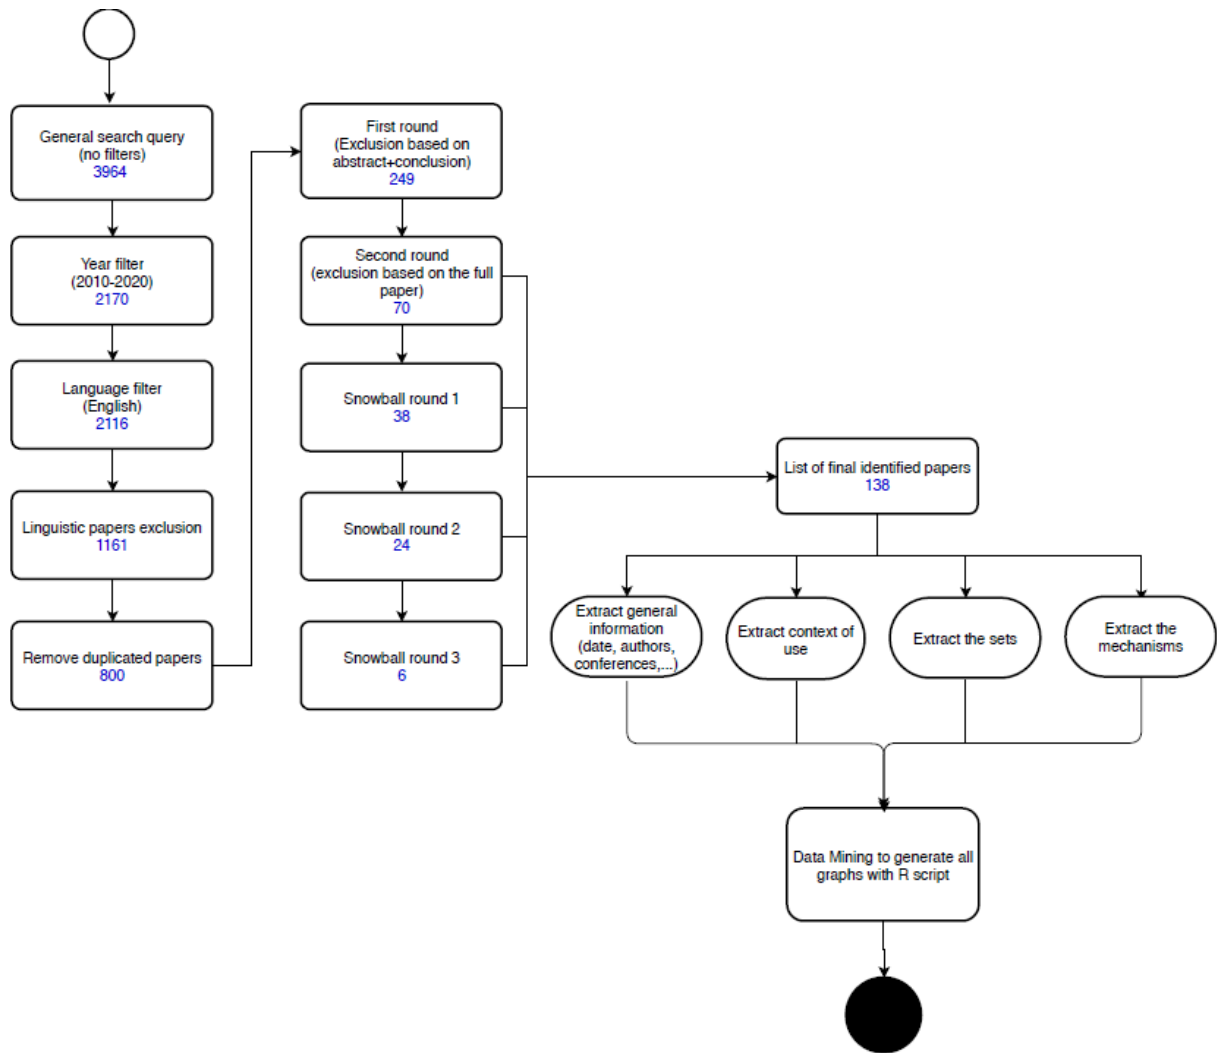 General search query
(no filters)
3964
Year filter
(2010-2020)
2170
Language filter
(English)
2116
Linguistic papers exclusion
1161
Remove duplicated papers
800
First round
(Exclusion based on
abstract+conclusion)
249
Second round
(exclusion based on the full
paper)
70
Snowball round 1
38
Snowball round 2
24
Snowball round 3
6
List of final identified papers
138
Extract general
information
(date, authors,
conferences,...)
Extract context of
use
Extract the sets
Extract the
mechanisms
Data Mining to generate all
graphs with R script